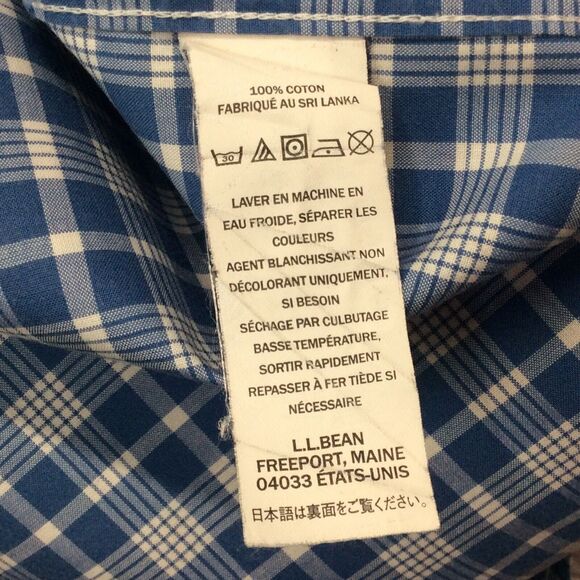 100% COTON
FABRIQUÉ AU SRI LANKA
30
LAVER EN MACHINE EN
EAU FROIDE, SÉPARER LES
COULEURS
AGENT BLANCHISSANT NON
DÉCOLORANT UNIQUEMENT,
SI BESOIN
SÉCHAGE PAR CULBUTAGE
BASSE TEMPÉRATURE,
SORTIR RAPIDEMENT
REPASSER À FER TIÈDE SI
NÉCESSAIRE
L.L.BEAN
FREEPORT, MAINE
04033 ÉTATS-UNIS
日本語は裏面をご覧ください。